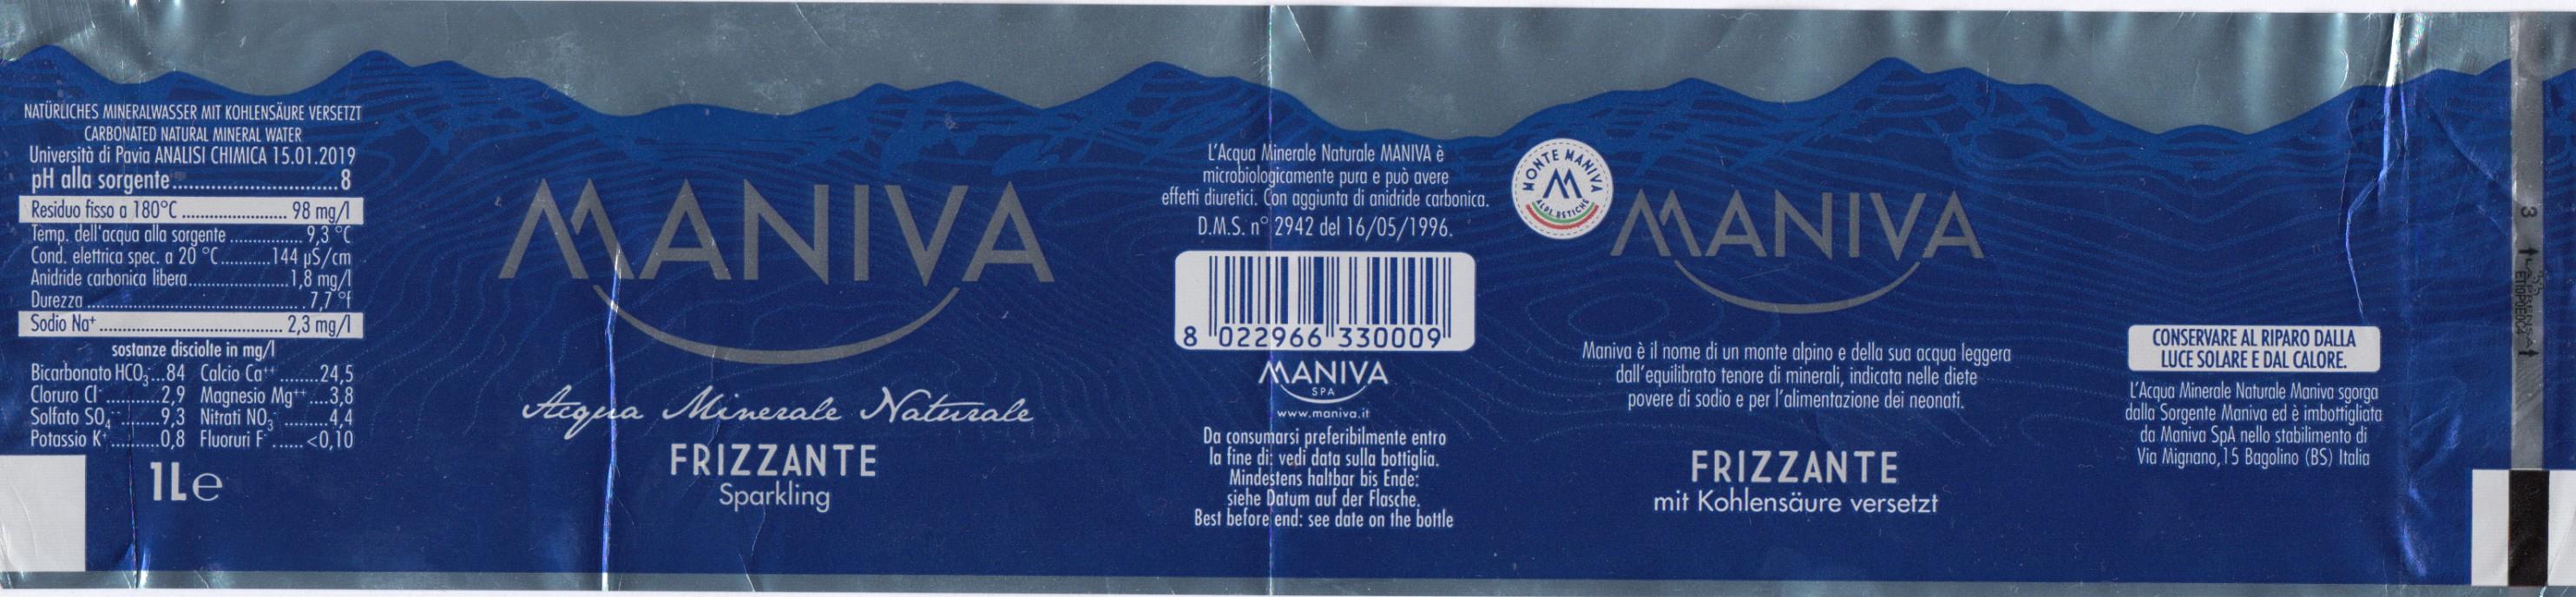 NATÜRLICHES MINERALWASSER MIT KOHLENSÄURE VERSETZT
CARBONATED NATURAL MINERAL WATER
Università di Pavia ANALISI CHIMICA 15.01.2019
pH alla sorgente..............................8
Residuo fisso a 180°C ....................... 98 mg/l
Temp. dell'acqua alla sorgente ................ 9,3 °C
Cond. elettrica spec. a 20 °C...........144 µS/cm
Anidride carbonica libera......................1,8 mg/l
Durezza ................................................ 7,7 °f
Sodio Na⁺ ........................................ 2,3 mg/l
sostanze disciolte in mg/l
Bicarbonato HCO₃⁻...84 Calcio Ca⁺⁺ ........24,5
Cloruro Cl⁻ ...........2,9 Magnesio Mg⁺⁺ ....3,8
Solfato SO₄⁻⁻ ........9,3 Nitrati NO₃⁻ .........4,4
Potassio K⁺..........0,8 Fluoruri F⁻ ...... <0,10
1L℮
MANIVA
Acqua Minerale Naturale
FRIZZANTE
Sparkling
L'Acqua Minerale Naturale MANIVA è
microbiologicamente pura e può avere
effetti diuretici. Con aggiunta di anidride carbonica.
D.M.S. n° 2942 del 16/05/1996.
8 022966 330009
MANIVA
SPA
www.maniva.it
Da consumarsi preferibilmente entro
la fine di: vedi data sulla bottiglia.
Mindestens haltbar bis Ende:
siehe Datum auf der Flasche.
Best before end: see date on the bottle
MONTE MANIVA
M
ALPI RETICHE
MANIVA
Maniva è il nome di un monte alpino e della sua acqua leggera
dall'equilibrato tenore di minerali, indicata nelle diete
povere di sodio e per l'alimentazione dei neonati.
FRIZZANTE
mit Kohlensäure versetzt
CONSERVARE AL RIPARO DALLA
LUCE SOLARE E DAL CALORE.
L'Acqua Minerale Naturale Maniva sgorga
dalla Sorgente Maniva ed è imbottigliata
da Maniva SpA nello stabilimento di
Via Mignano,15 Bagolino (BS) Italia
3